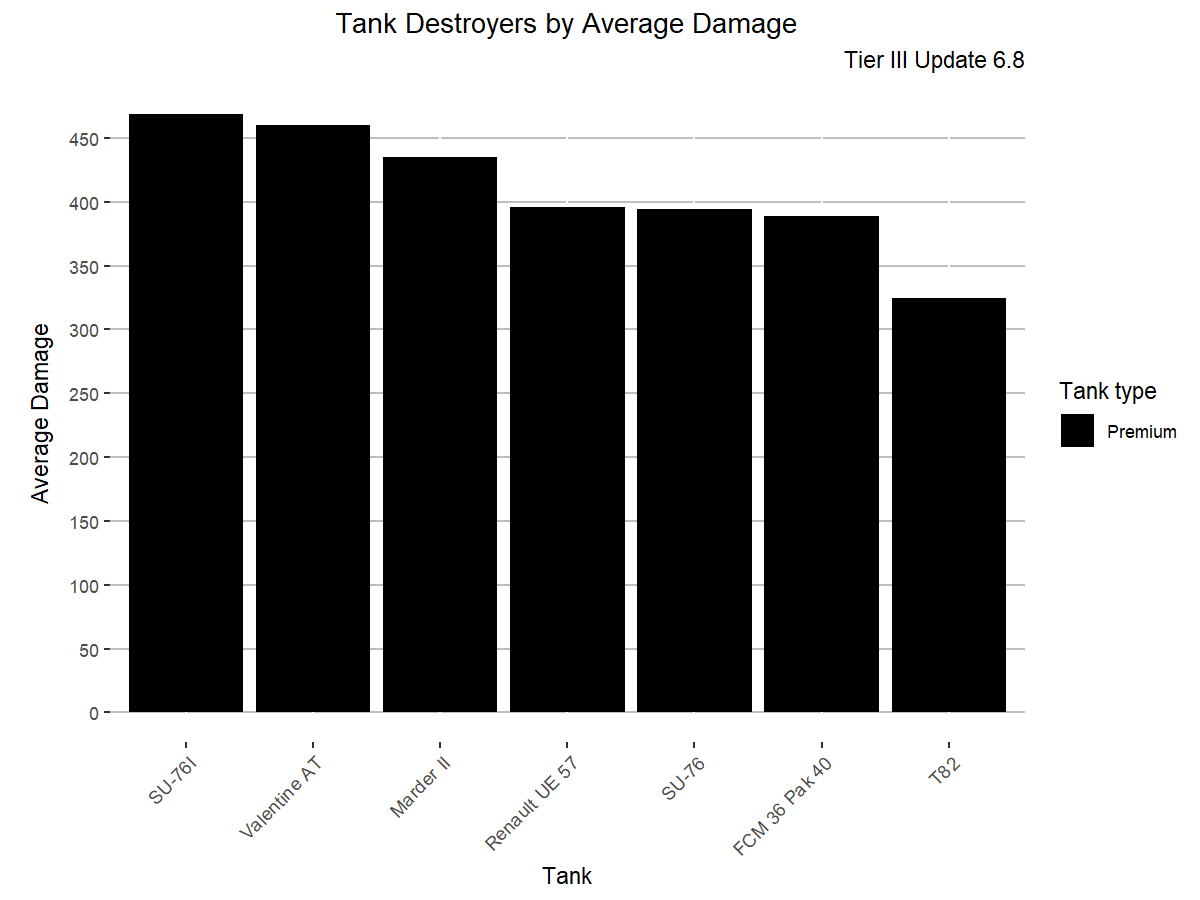 Tank Destroyers by Average Damage
Tier III Update 6.8
Average Damage
450
400
350
300
250
200
150
100
50
0
SU-76I
Valentine AT
Marder II
Renault UE 57
SU-76
FCM 36 Pak 40
T82
Tank
Tank type
Premium